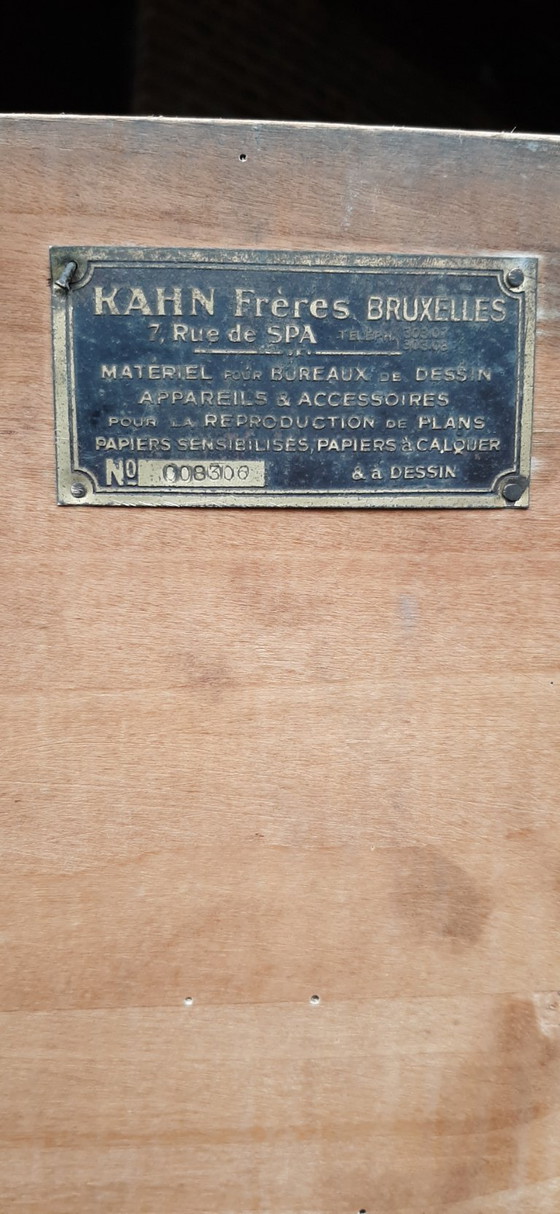 KAHN Frères BRUXELLES
7, Rue de SPA TÉLÉPH.
MATÉRIEL POUR BUREAUX DE DESSIN
APPAREILS & ACCESSOIRES
POUR LA REPRODUCTION DE PLANS
PAPIERS SENSIBILISÉS, PAPIERS à CALQUER
No 008306 & à DESSIN